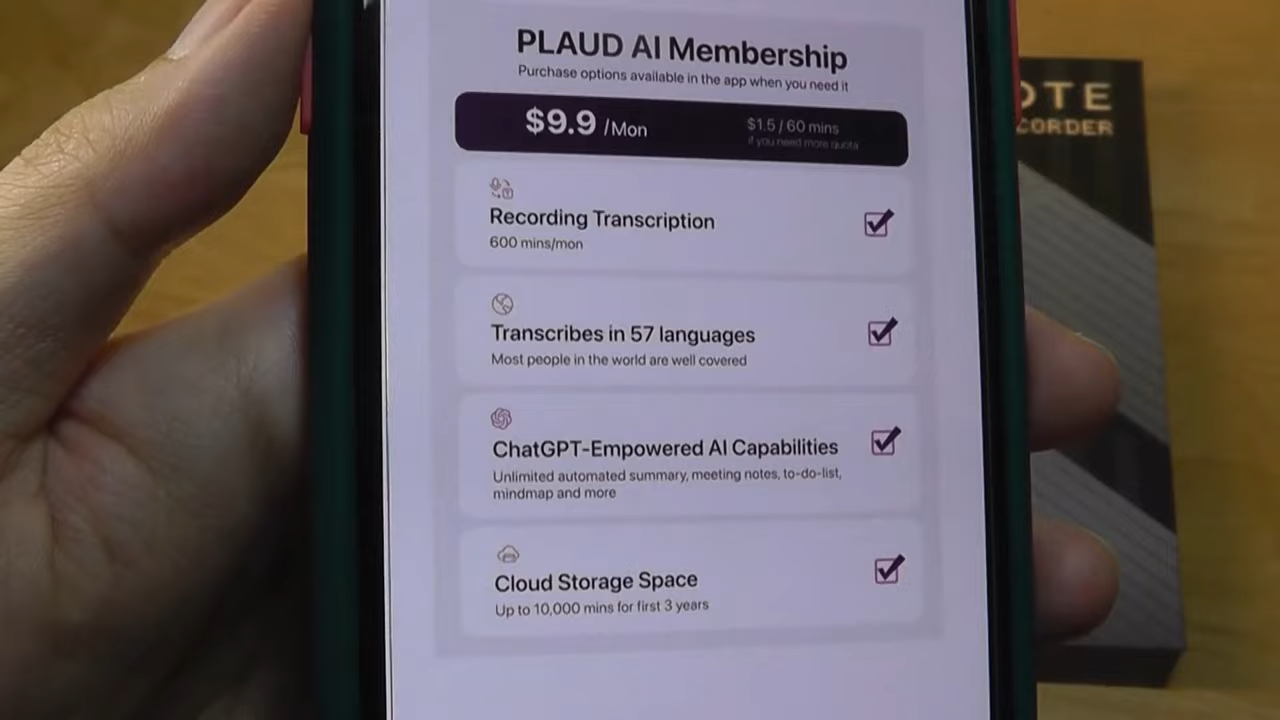 PLAUD AI Membership
Purchase options available in the app when you need it
$9.9 /Mon
$1.5 / 60 mins
if you need more quota
Recording Transcription
600 mins/mon
Transcribes in 57 languages
Most people in the world are well covered
ChatGPT-Empowered AI Capabilities
Unlimited automated summary, meeting notes, to-do-list,
mindmap and more
Cloud Storage Space
Up to 10,000 mins for first 3 years
OTE
CORDER